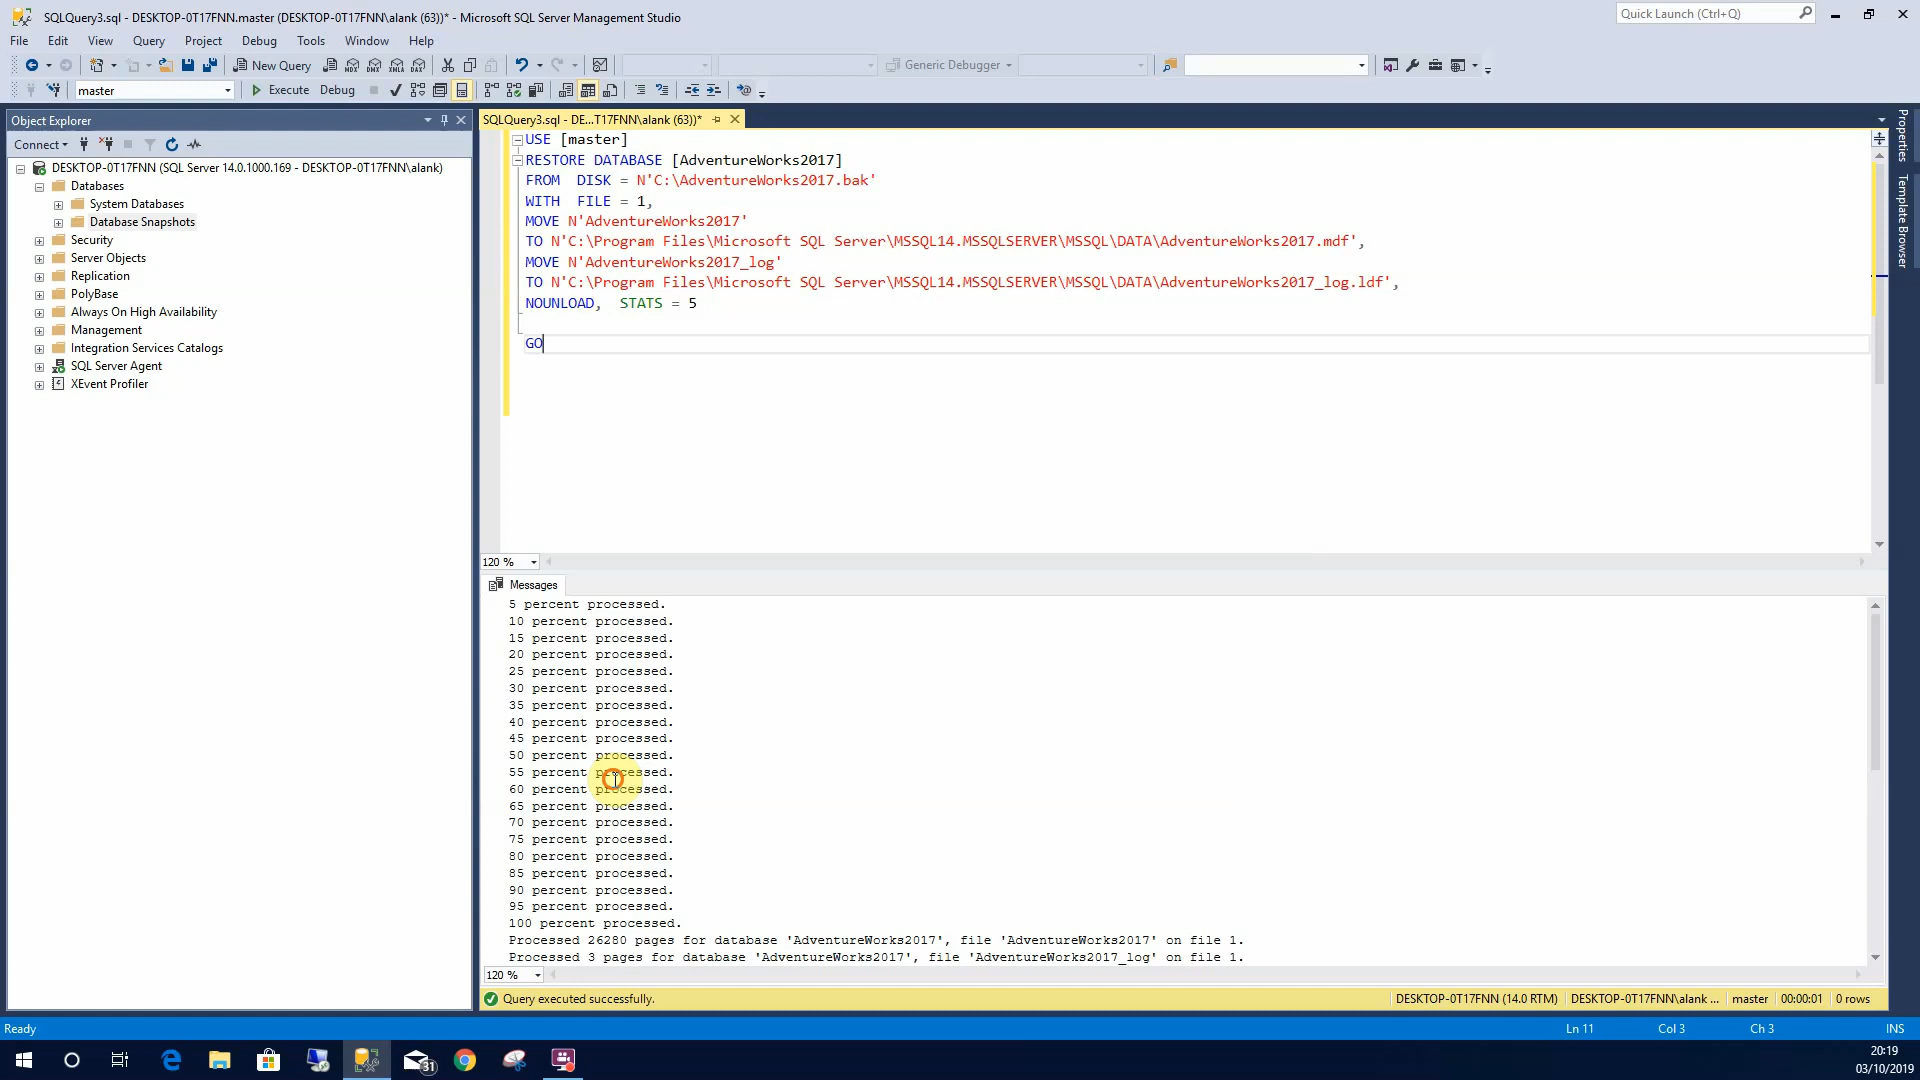 SQLQuery3.sql - DESKTOP-0T17FNN.master (DESKTOP-0T17FNN\alank (63))* - Microsoft SQL Server Management Studio
Quick Launch (Ctrl+Q)
File Edit View Query Project Debug Tools Window Help
New Query
MDX DMX XMLA DAX
Generic Debugger
master
Execute Debug
Object Explorer
SQLQuery3.sql - DE...T17FNN\alank (63))*
Properties
Template Browser
Connect
DESKTOP-0T17FNN (SQL Server 14.0.1000.169 - DESKTOP-0T17FNN\alank)
Databases
System Databases
Database Snapshots
Security
Server Objects
Replication
PolyBase
Always On High Availability
Management
Integration Services Catalogs
SQL Server Agent
XEvent Profiler
USE [master]
RESTORE DATABASE [AdventureWorks2017]
FROM  DISK = N'C:\AdventureWorks2017.bak'
WITH  FILE = 1,
MOVE N'AdventureWorks2017'
TO N'C:\Program Files\Microsoft SQL Server\MSSQL14.MSSQLSERVER\MSSQL\DATA\AdventureWorks2017.mdf',
MOVE N'AdventureWorks2017_log'
TO N'C:\Program Files\Microsoft SQL Server\MSSQL14.MSSQLSERVER\MSSQL\DATA\AdventureWorks2017_log.ldf',
NOUNLOAD,  STATS = 5
GO
120 %
Messages
5 percent processed.
10 percent processed.
15 percent processed.
20 percent processed.
25 percent processed.
30 percent processed.
35 percent processed.
40 percent processed.
45 percent processed.
50 percent processed.
55 percent processed.
60 percent processed.
65 percent processed.
70 percent processed.
75 percent processed.
80 percent processed.
85 percent processed.
90 percent processed.
95 percent processed.
100 percent processed.
Processed 26280 pages for database 'AdventureWorks2017', file 'AdventureWorks2017' on file 1.
Processed 3 pages for database 'AdventureWorks2017', file 'AdventureWorks2017_log' on file 1.
120 %
Query executed successfully.
DESKTOP-0T17FNN (14.0 RTM) DESKTOP-0T17FNN\alank ... master 00:00:01 0 rows
Ready
Ln 11 Col 3 Ch 3 INS
31
20:19
03/10/2019